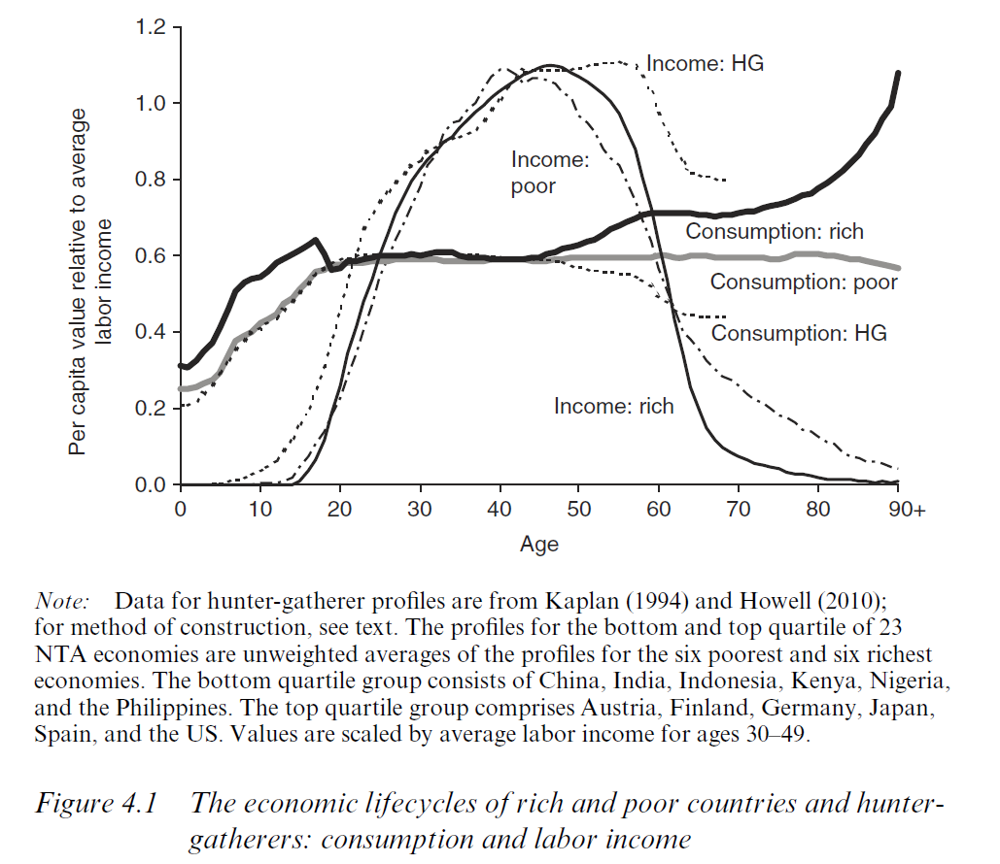 Per capita value relative to average
labor income
1.2
1.0
0.8
0.6
0.4
0.2
0.0
Income: HG
Income:
poor
Consumption: rich
Consumption: poor
Consumption: HG
Income: rich
0 10 20 30 40 50 60 70 80 90+
Age
Note: Data for hunter-gatherer profiles are from Kaplan (1994) and Howell (2010);
for method of construction, see text. The profiles for the bottom and top quartile of 23
NTA economies are unweighted averages of the profiles for the six poorest and six richest
economies. The bottom quartile group consists of China, India, Indonesia, Kenya, Nigeria,
and the Philippines. The top quartile group comprises Austria, Finland, Germany, Japan,
Spain, and the US. Values are scaled by average labor income for ages 30–49.
Figure 4.1 The economic lifecycles of rich and poor countries and hunter-
gatherers: consumption and labor income